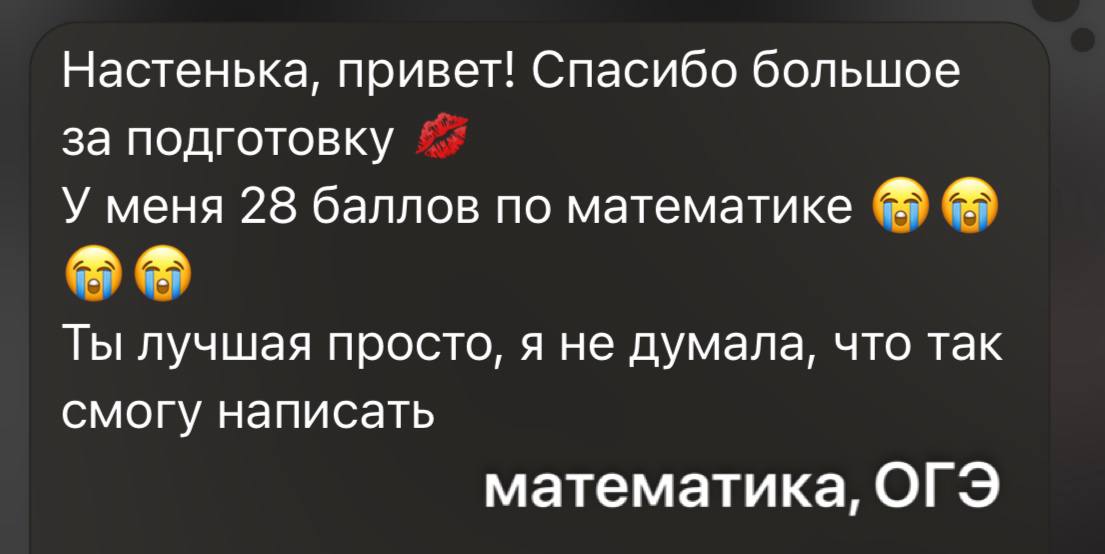 Настенька, привет! Спасибо большое
за подготовку 💋
У меня 28 баллов по математике 😭😭
😭😭
Ты лучшая просто, я не думала, что так
смогу написать
математика, ОГЭ